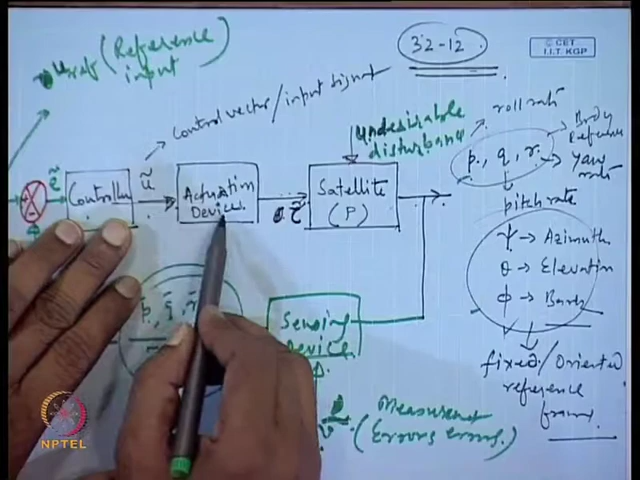 (Reference
input)
32-12
© CET
I.I.T. KGP
Control vector/input signal
undesirable
disturbance
roll rate
Body
Reference
p, q, r.
yaw
rate
pitch rate
ẽ
ũ
Actuation
Device.
Satellite
(P)
ψ → Azimuth
θ → Elevation
ϕ → Bank
Sensing
Device
fixed/Oriented
reference
frame.
Measurement
(Errors errors.)
NPTEL